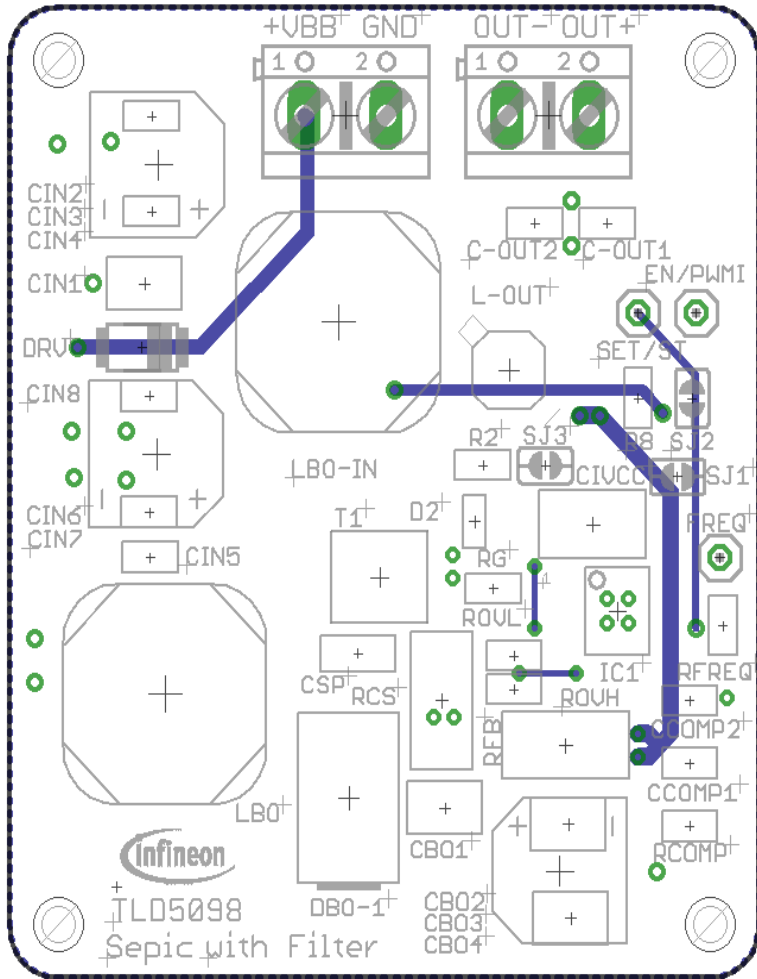 +VBB GND OUT- OUT+
1 2 1 2
CIN2
CIN3
CIN4
C-OUT2 C-OUT1
CIN1
EN/PWMI
L-OUT
DRV
SET/ST
CIN8
R2
SJ3
SJ2
LBO-IN
CIVCC
SJ1
CIN6
CIN7
T1
D2
FREQ
CIN5
RG
ROVL
1
IC1
RFREQ
CSP
RCS
ROVH
RFB
CCOMP2
CCOMP1
LBO
CBO1
RCOMP
infineon
TLD5098
DBO-1
CBO2
CBO3
CBO4
Sepic with Filter